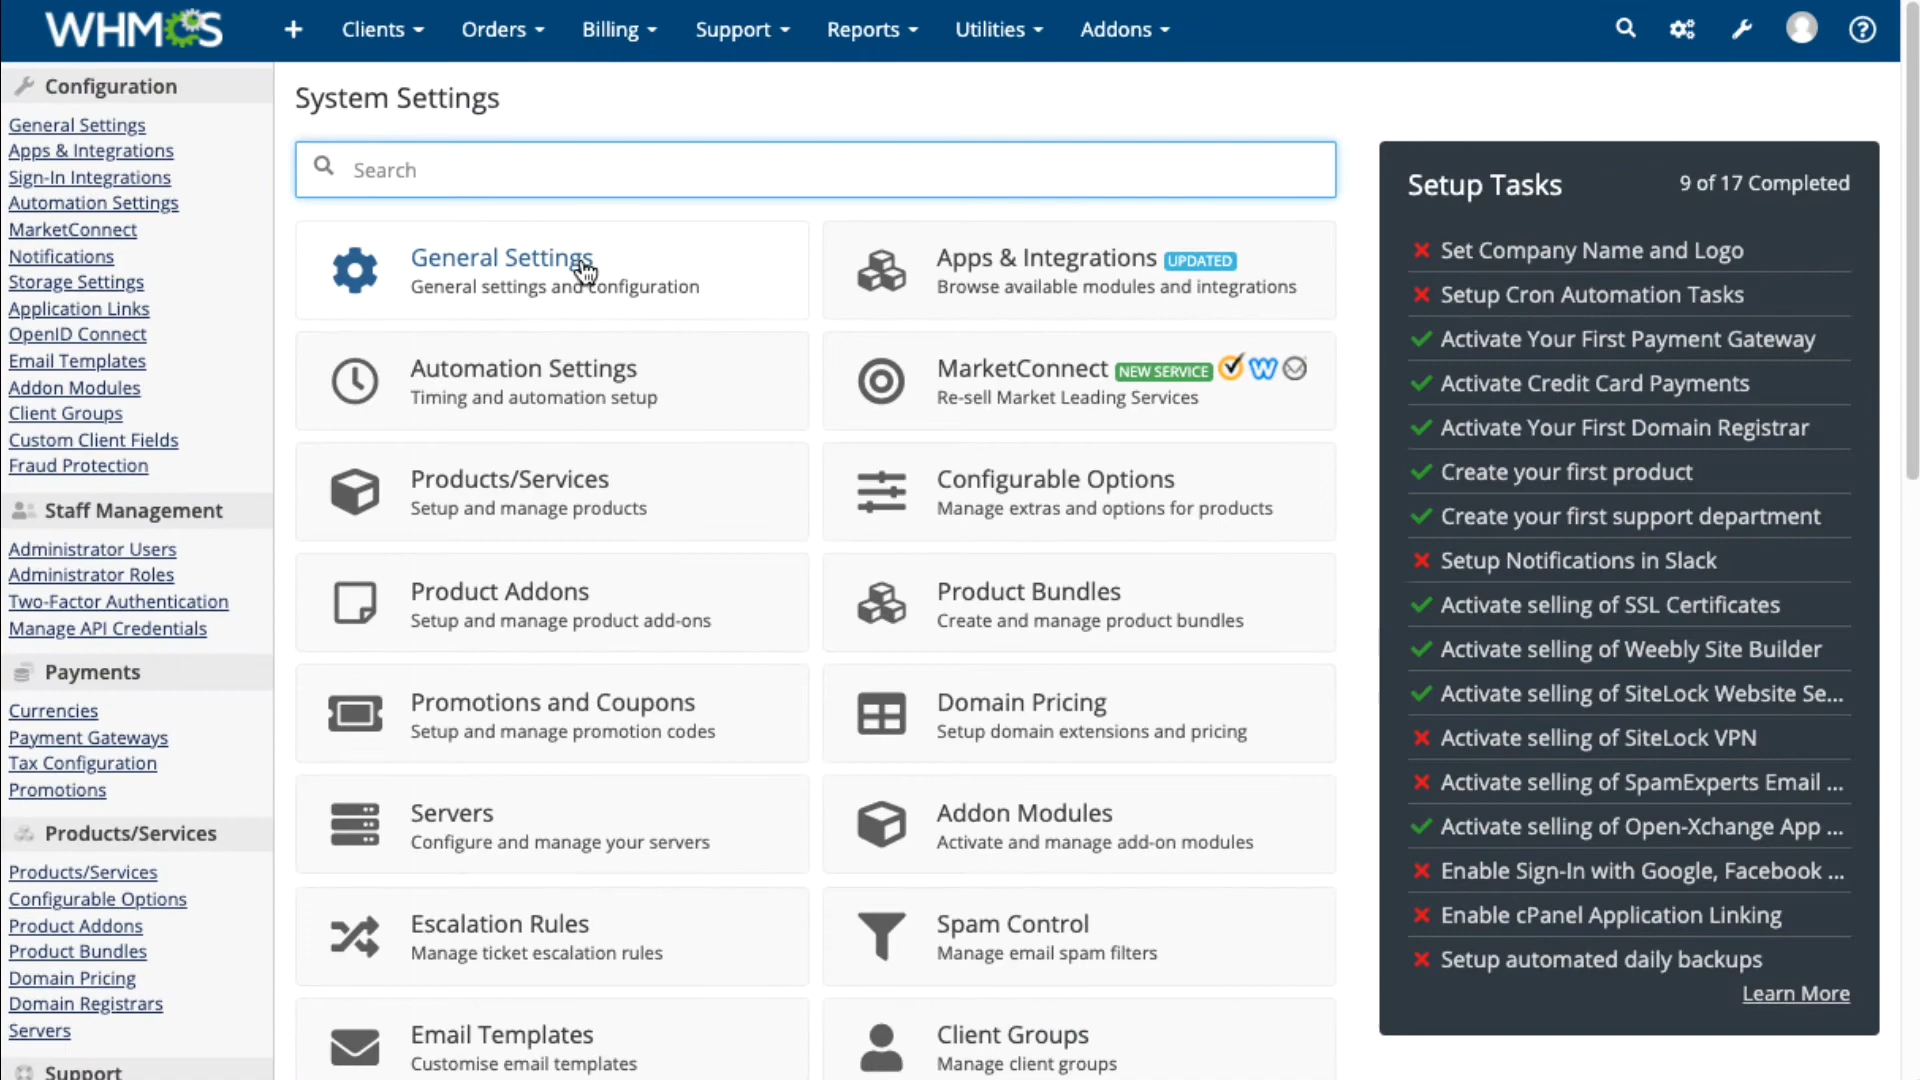 WHMCS
Clients
Orders
Billing
Support
Reports
Utilities
Addons
Configuration
General Settings
Apps & Integrations
Sign-In Integrations
Automation Settings
MarketConnect
Notifications
Storage Settings
Application Links
OpenID Connect
Email Templates
Addon Modules
Client Groups
Custom Client Fields
Fraud Protection
Staff Management
Administrator Users
Administrator Roles
Two-Factor Authentication
Manage API Credentials
Payments
Currencies
Payment Gateways
Tax Configuration
Promotions
Products/Services
Products/Services
Configurable Options
Product Addons
Product Bundles
Domain Pricing
Domain Registrars
Servers
Support
System Settings
Search
General Settings
General settings and configuration
Apps & Integrations UPDATED
Browse available modules and integrations
Automation Settings
Timing and automation setup
MarketConnect NEW SERVICE
Re-sell Market Leading Services
Products/Services
Setup and manage products
Configurable Options
Manage extras and options for products
Product Addons
Setup and manage product add-ons
Product Bundles
Create and manage product bundles
Promotions and Coupons
Setup and manage promotion codes
Domain Pricing
Setup domain extensions and pricing
Servers
Configure and manage your servers
Addon Modules
Activate and manage add-on modules
Escalation Rules
Manage ticket escalation rules
Spam Control
Manage email spam filters
Email Templates
Customise email templates
Client Groups
Manage client groups
Setup Tasks
9 of 17 Completed
Set Company Name and Logo
Setup Cron Automation Tasks
Activate Your First Payment Gateway
Activate Credit Card Payments
Activate Your First Domain Registrar
Create your first product
Create your first support department
Setup Notifications in Slack
Activate selling of SSL Certificates
Activate selling of Weebly Site Builder
Activate selling of SiteLock Website Se...
Activate selling of SiteLock VPN
Activate selling of SpamExperts Email ...
Activate selling of Open-Xchange App ...
Enable Sign-In with Google, Facebook ...
Enable cPanel Application Linking
Setup automated daily backups
Learn More